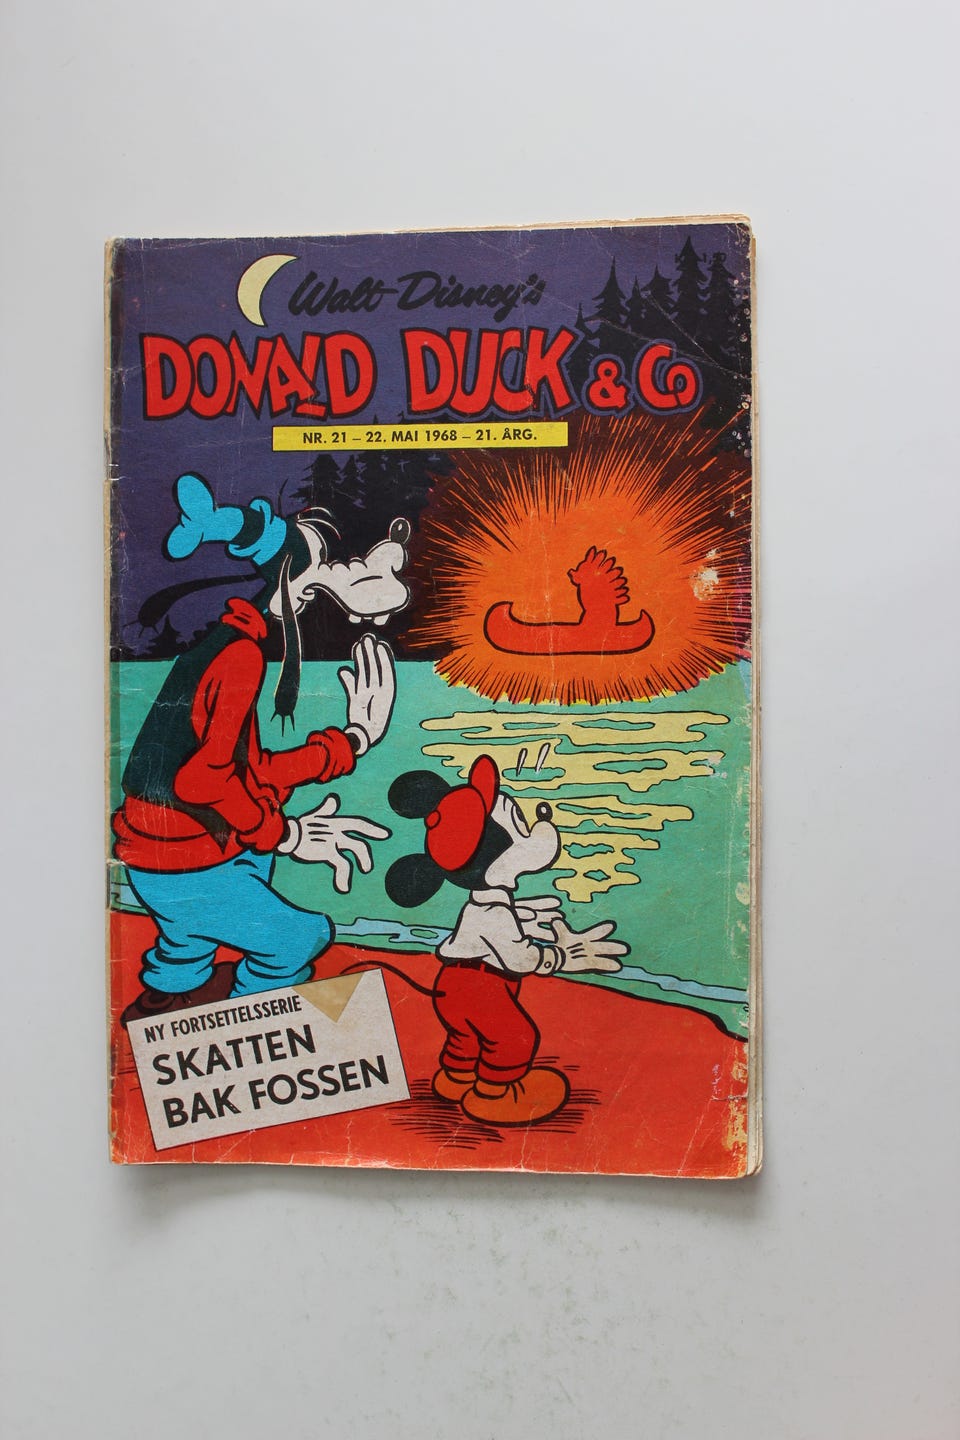 Walt Disney's
DONALD DUCK & Co
NR. 21 – 22. MAI 1968 – 21. ÅRG.
NY FORTSETTELSSERIE
SKATTEN
BAK FOSSEN